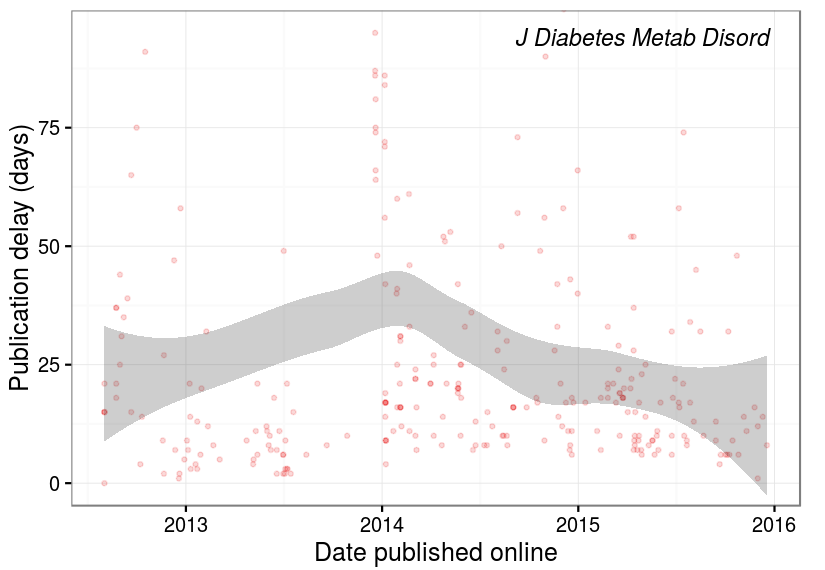 J Diabetes Metab Disord
Publication delay (days)
75
50
25
0
2013 2014 2015 2016
Date published online